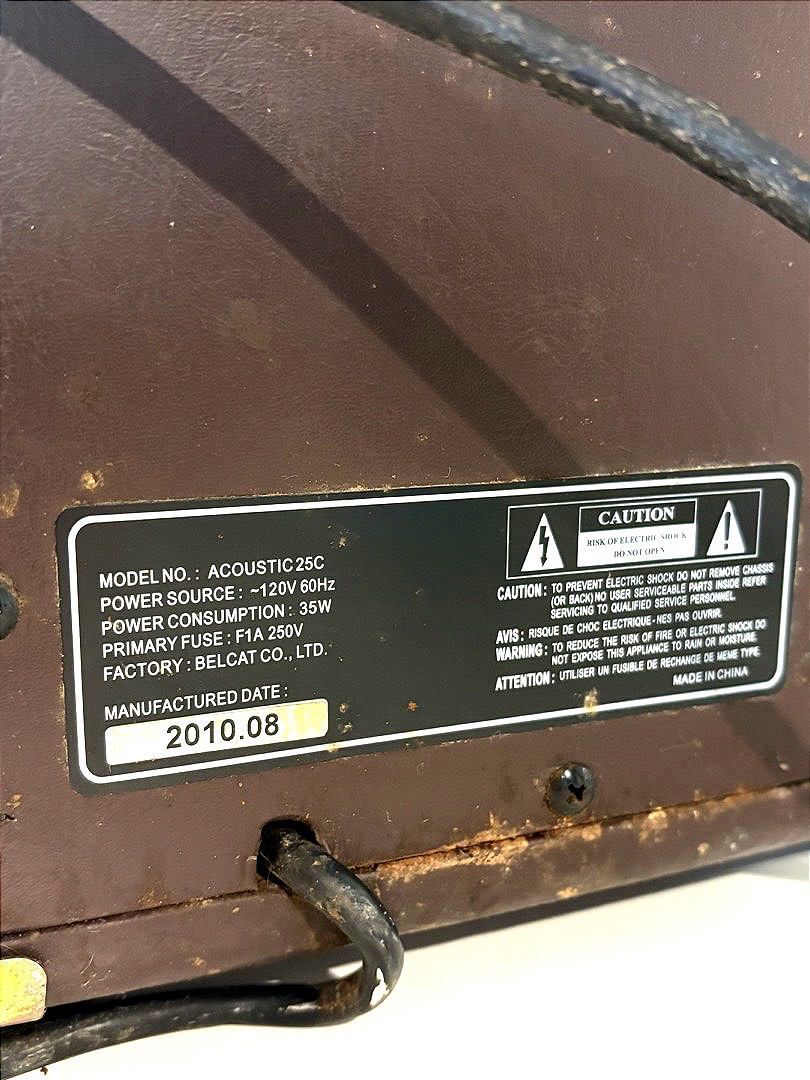 MODEL NO. : ACOUSTIC 25C
POWER SOURCE : ~120V 60Hz
POWER CONSUMPTION : 35W
PRIMARY FUSE : F1A 250V
FACTORY : BELCAT CO., LTD.
MANUFACTURED DATE :
2010.08
CAUTION
RISK OF ELECTRIC SHOCK
DO NOT OPEN
CAUTION : TO PREVENT ELECTRIC SHOCK DO NOT REMOVE CHASSIS
(OR BACK) NO USER SERVICEABLE PARTS INSIDE REFER
SERVICING TO QUALIFIED SERVICE PERSONNEL.
AVIS : RISQUE DE CHOC ELECTRIQUE - NES PAS OUVRIR.
WARNING : TO REDUCE THE RISK OF FIRE OR ELECTRIC SHOCK DO
NOT EXPOSE THIS APPLIANCE TO RAIN OR MOISTURE.
ATTENTION : UTILISER UN FUSIBLE DE RECHANGE DE MEME TYPE.
MADE IN CHINA